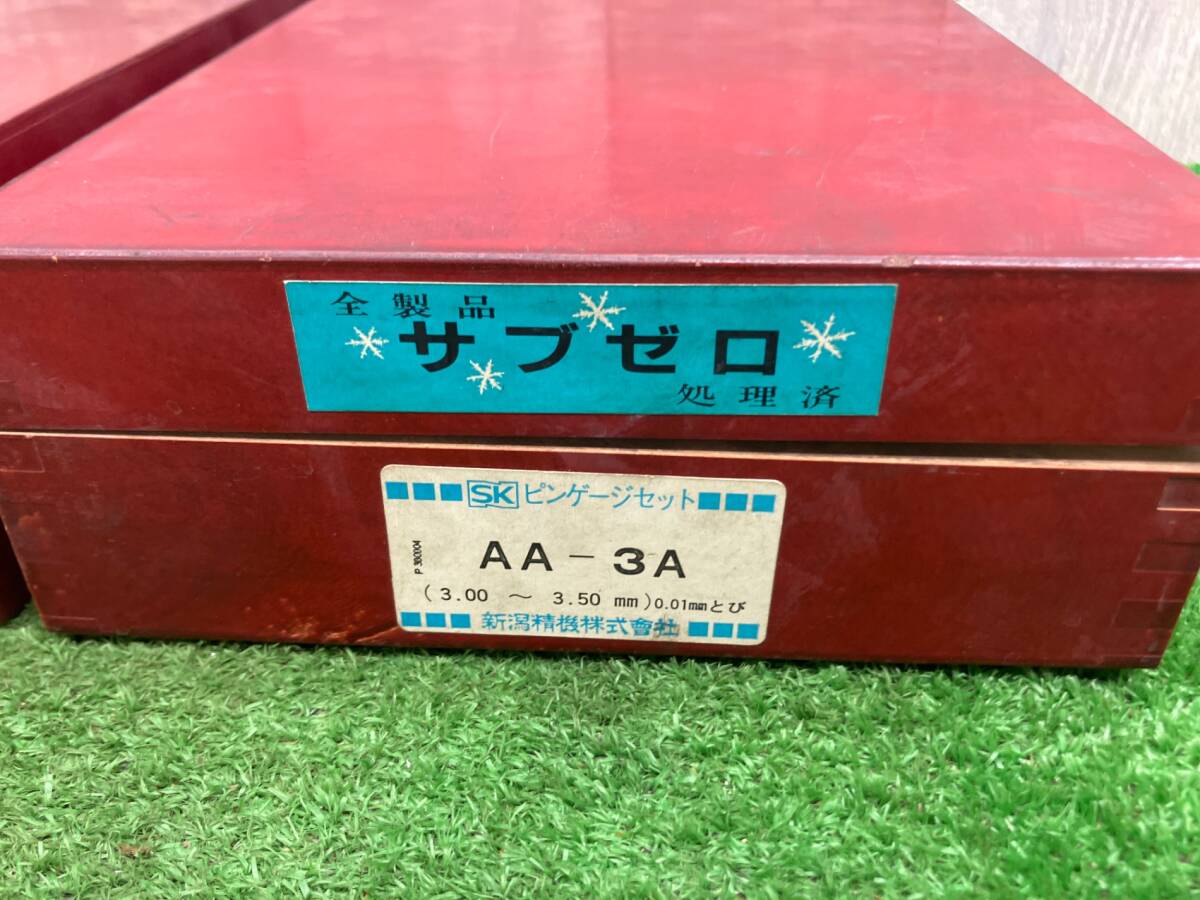 全製品
サブゼロ
処理済
SK ピンゲージセット
AA-3A
(3.00 ～ 3.50 mm)0.01mmとび
新潟精機株式會社